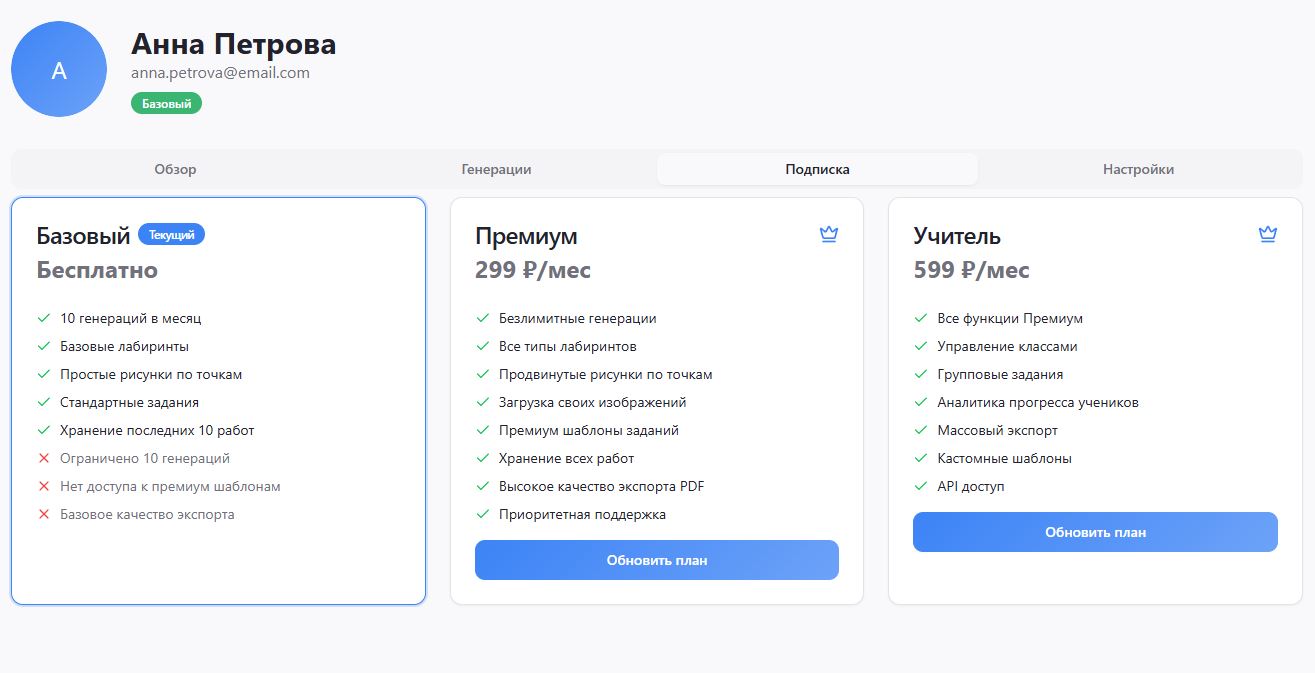 А
Анна Петрова
anna.petrova@email.com
Базовый
Обзор
Генерации
Подписка
Настройки
Базовый Текущий
Бесплатно
10 генераций в месяц
Базовые лабиринты
Простые рисунки по точкам
Стандартные задания
Хранение последних 10 работ
Ограничено 10 генераций
Нет доступа к премиум шаблонам
Базовое качество экспорта
Премиум
299 ₽/мес
Безлимитные генерации
Все типы лабиринтов
Продвинутые рисунки по точкам
Загрузка своих изображений
Премиум шаблоны заданий
Хранение всех работ
Высокое качество экспорта PDF
Приоритетная поддержка
Обновить план
Учитель
599 ₽/мес
Все функции Премиум
Управление классами
Групповые задания
Аналитика прогресса учеников
Массовый экспорт
Кастомные шаблоны
API доступ
Обновить план